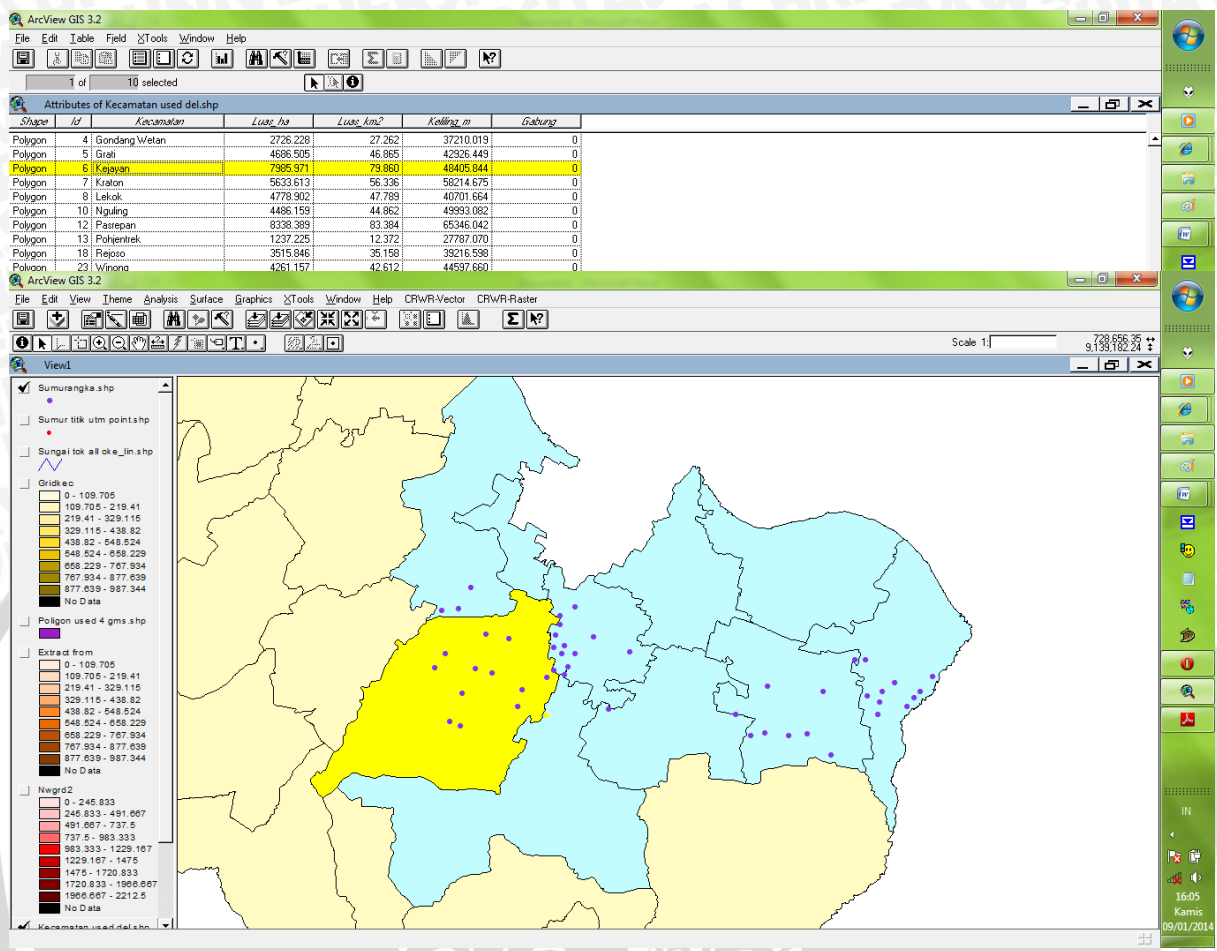 ArcView GIS 3.2
File Edit Table Field XTools Window Help
1 of 10 selected
Attributes of Kecamatan used del.shp
Shape Id Kecamatan Luas_ha Luas_km2 Keliling_m Gabung
Polygon 4 Gondang Wetan 2726.228 27.262 37210.019 0
Polygon 5 Grati 4686.505 46.865 42926.449 0
Polygon 6 Kejayan 7985.971 79.860 48405.844 0
Polygon 7 Kraton 5633.613 56.336 58214.675 0
Polygon 8 Lekok 4778.902 47.789 40701.664 0
Polygon 10 Nguling 4486.159 44.862 49993.082 0
Polygon 12 Pasrepan 8338.389 83.384 65346.042 0
Polygon 13 Pohjentrek 1237.225 12.372 27787.070 0
Polygon 18 Rejoso 3515.846 35.158 39216.598 0
Polygon 23 Winong 4261.157 42.612 44597.660 0
ArcView GIS 3.2
File Edit View Theme Analysis Surface Graphics XTools Window Help CRWR-Vector CRWR-Raster
Scale 1:
728,656.35
9,139,182.24
View1
Sumurangka.shp
Sumur titik utm point.shp
Sungai tok all oke_lin.shp
Gridkec
0 - 109.705
109.705 - 219.41
219.41 - 329.115
329.115 - 438.82
438.82 - 548.524
548.524 - 658.229
658.229 - 767.934
767.934 - 877.639
877.639 - 987.344
No Data
Poligon used 4 gms.shp
Extract from
0 - 109.705
109.705 - 219.41
219.41 - 329.115
329.115 - 438.82
438.82 - 548.524
548.524 - 658.229
658.229 - 767.934
767.934 - 877.639
877.639 - 987.344
No Data
Nwgrd2
0 - 245.833
245.833 - 491.667
491.667 - 737.5
737.5 - 983.333
983.333 - 1229.167
1229.167 - 1475
1475 - 1720.833
1720.833 - 1966.667
1966.667 - 2212.5
No Data
Kecamatan used del.shp
IN
16:05
Kamis
09/01/2014